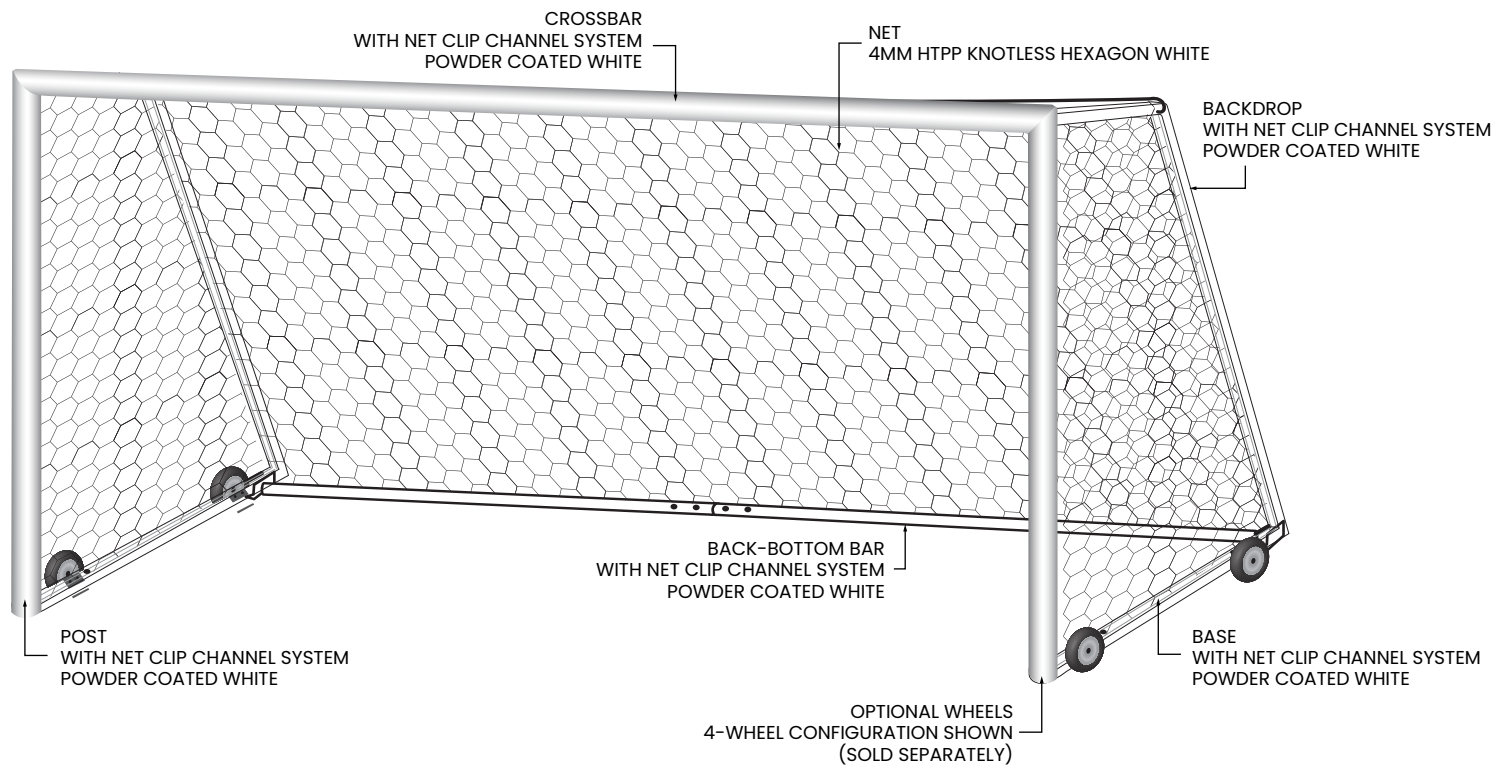 CROSSBAR
WITH NET CLIP CHANNEL SYSTEM
POWDER COATED WHITE
NET
4MM HTPP KNOTLESS HEXAGON WHITE
BACKDROP
WITH NET CLIP CHANNEL SYSTEM
POWDER COATED WHITE
BACK-BOTTOM BAR
WITH NET CLIP CHANNEL SYSTEM
POWDER COATED WHITE
POST
WITH NET CLIP CHANNEL SYSTEM
POWDER COATED WHITE
BASE
WITH NET CLIP CHANNEL SYSTEM
POWDER COATED WHITE
OPTIONAL WHEELS
4-WHEEL CONFIGURATION SHOWN
(SOLD SEPARATELY)